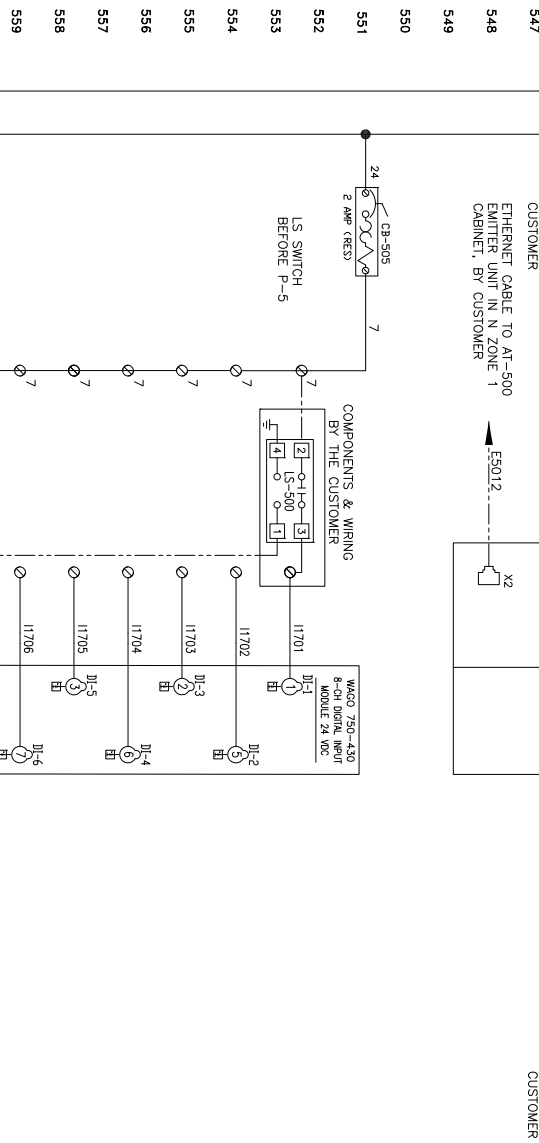 547
CUSTOMER
CUSTOMER
548
ETHERNET CABLE TO AT-500
EMITTER UNIT IN N ZONE 1
CABINET, BY CUSTOMER
E5012
X2
549
550
551
24
CB-505
2 AMP (RES)
7
552
COMPONENTS & WIRING
BY THE CUSTOMER
WAGO 750-430
8-CH DIGITAL INPUT
MODULE 24 VDC
553
LS SWITCH
BEFORE P-5
7
2
3
LS-500
4
1
I1701
DI-1
1
554
7
I1702
DI-2
5
555
7
I1703
DI-3
2
556
7
I1704
DI-4
6
557
558
7
I1705
DI-5
3
559
7
I1706
DI-6
7